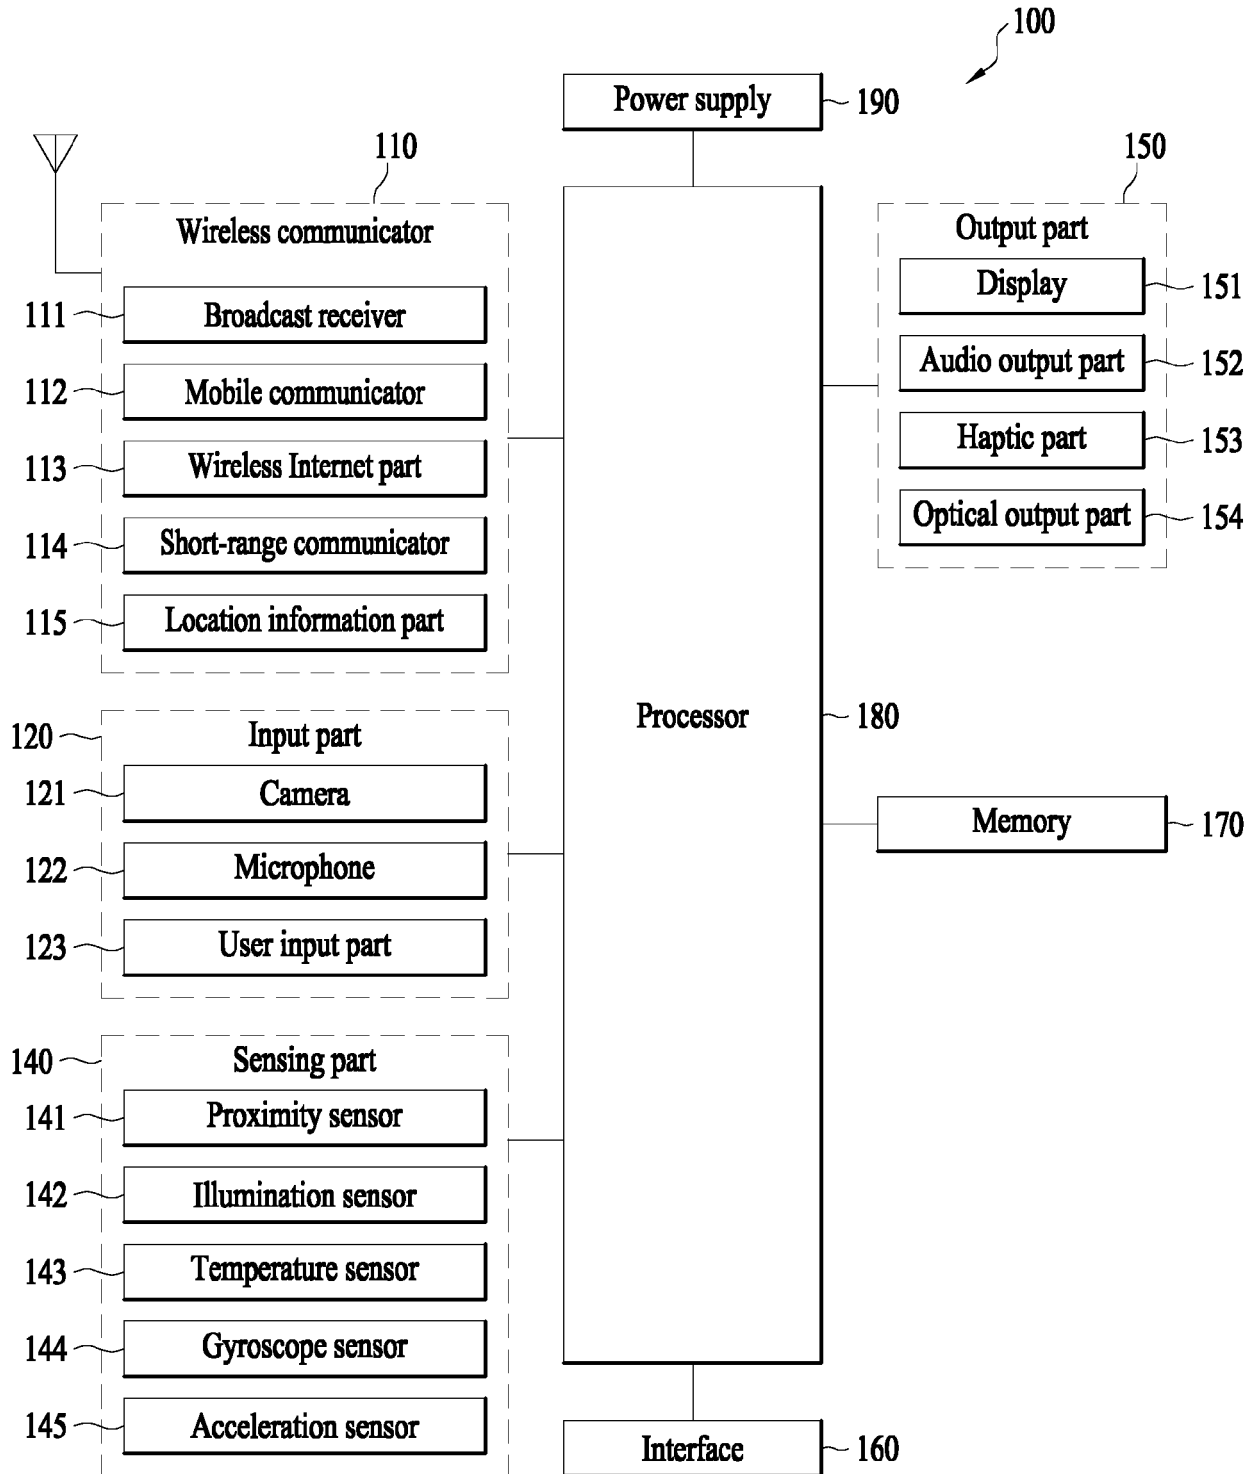 100
Power supply
190
110
Wireless communicator
111
Broadcast receiver
112
Mobile communicator
113
Wireless Internet part
114
Short-range communicator
115
Location information part
120
Input part
121
Camera
122
Microphone
123
User input part
140
Sensing part
141
Proximity sensor
142
Illumination sensor
143
Temperature sensor
144
Gyroscope sensor
145
Acceleration sensor
Processor
180
150
Output part
Display
151
Audio output part
152
Haptic part
153
Optical output part
154
Memory
170
Interface
160